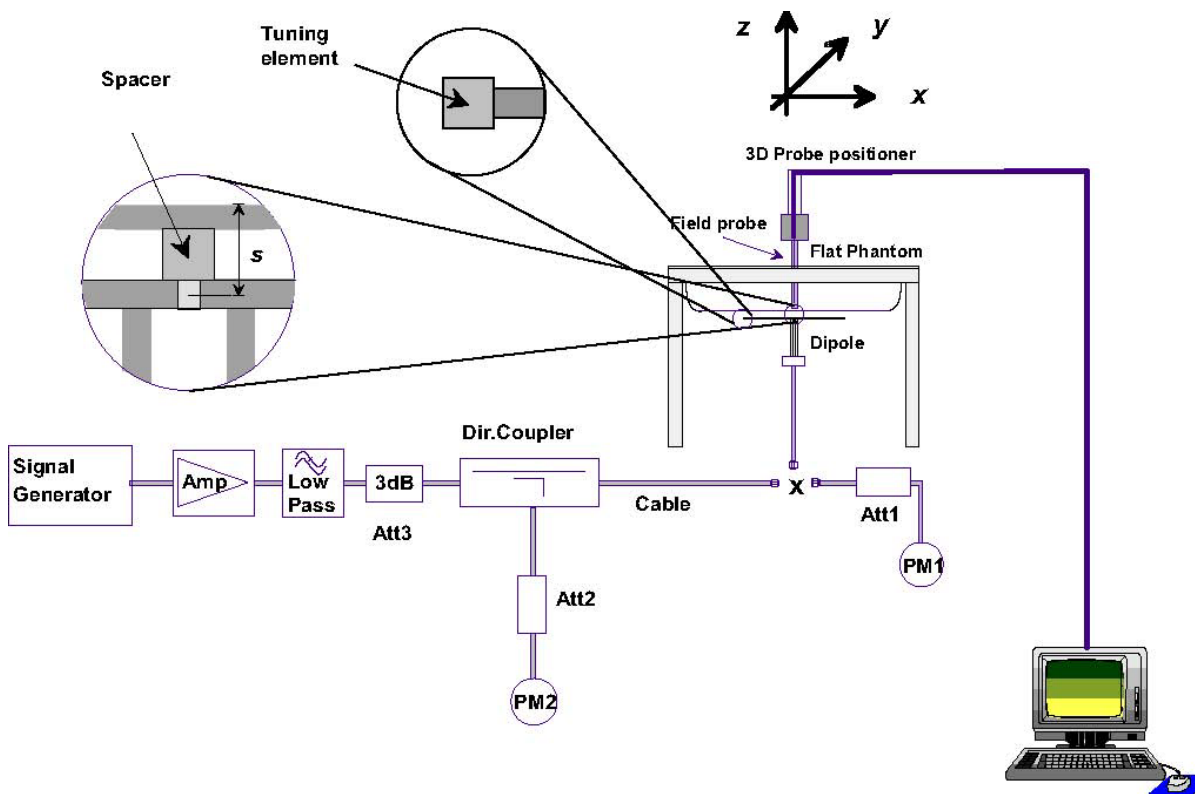 Tuning
element
Spacer
s
z
y
x
3D Probe positioner
Field probe
Flat Phantom
Dipole
Dir.Coupler
Signal
Generator
Amp
Low
Pass
3dB
Att3
Cable
x
Att1
PM1
Att2
PM2